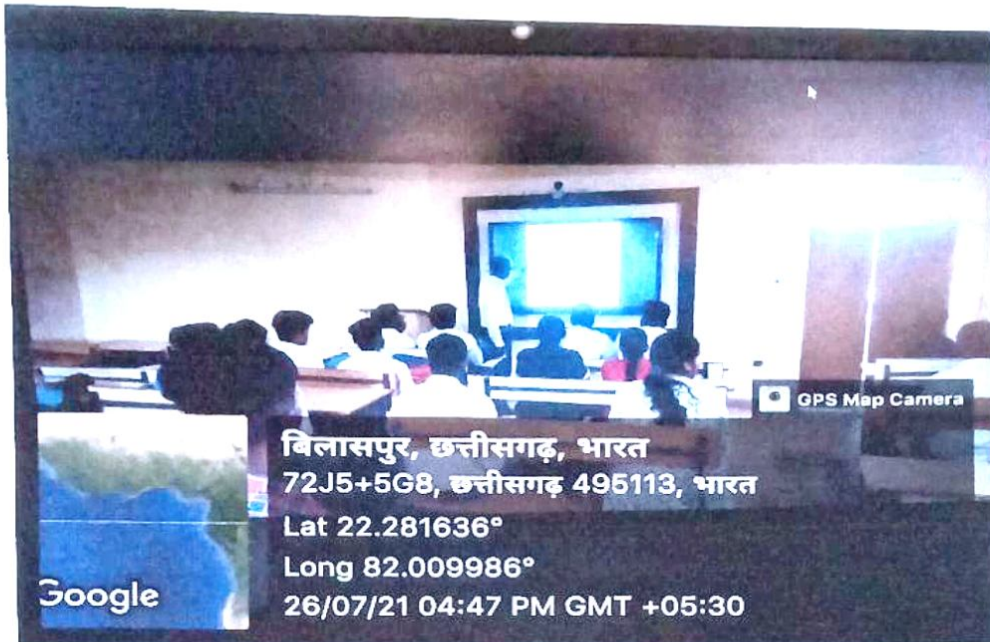 GPS Map Camera
बिलासपुर, छत्तीसगढ़, भारत
72J5+5G8, छत्तीसगढ़ 495113, भारत
Lat 22.281636°
Long 82.009986°
26/07/21 04:47 PM GMT +05:30
Google